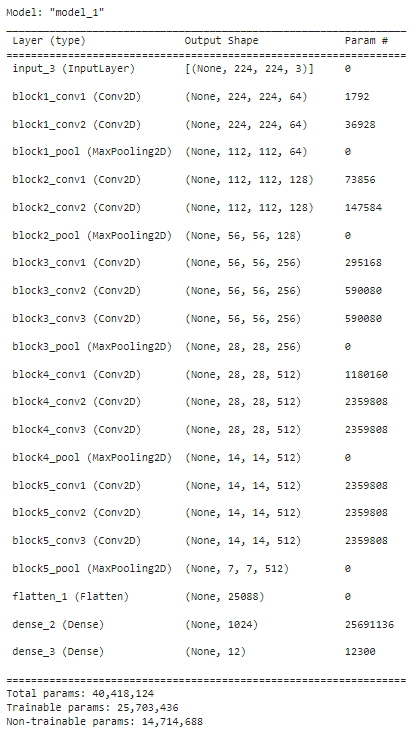 Model: "model_1"
Layer (type) Output Shape Param #
input_3 (InputLayer) [(None, 224, 224, 3)] 0
block1_conv1 (Conv2D) (None, 224, 224, 64) 1792
block1_conv2 (Conv2D) (None, 224, 224, 64) 36928
block1_pool (MaxPooling2D) (None, 112, 112, 64) 0
block2_conv1 (Conv2D) (None, 112, 112, 128) 73856
block2_conv2 (Conv2D) (None, 112, 112, 128) 147584
block2_pool (MaxPooling2D) (None, 56, 56, 128) 0
block3_conv1 (Conv2D) (None, 56, 56, 256) 295168
block3_conv2 (Conv2D) (None, 56, 56, 256) 590080
block3_conv3 (Conv2D) (None, 56, 56, 256) 590080
block3_pool (MaxPooling2D) (None, 28, 28, 256) 0
block4_conv1 (Conv2D) (None, 28, 28, 512) 1180160
block4_conv2 (Conv2D) (None, 28, 28, 512) 2359808
block4_conv3 (Conv2D) (None, 28, 28, 512) 2359808
block4_pool (MaxPooling2D) (None, 14, 14, 512) 0
block5_conv1 (Conv2D) (None, 14, 14, 512) 2359808
block5_conv2 (Conv2D) (None, 14, 14, 512) 2359808
block5_conv3 (Conv2D) (None, 14, 14, 512) 2359808
block5_pool (MaxPooling2D) (None, 7, 7, 512) 0
flatten_1 (Flatten) (None, 25088) 0
dense_2 (Dense) (None, 1024) 25691136
dense_3 (Dense) (None, 12) 12300
Total params: 40,418,124
Trainable params: 25,703,436
Non-trainable params: 14,714,688